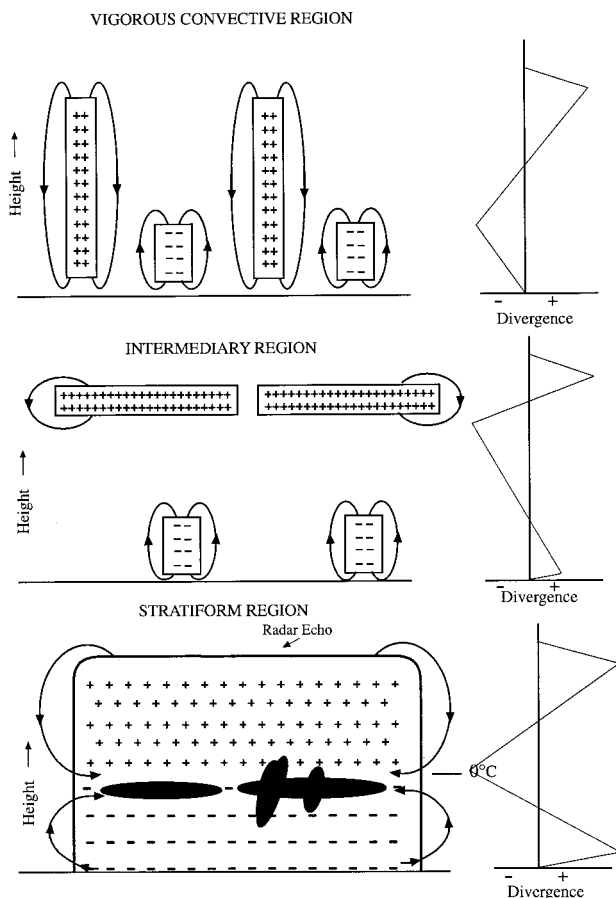 VIGOROUS CONVECTIVE REGION
Height
- +
Divergence
INTERMEDIARY REGION
Height
- +
Divergence
STRATIFORM REGION
Radar Echo
0°C
Height
- +
Divergence